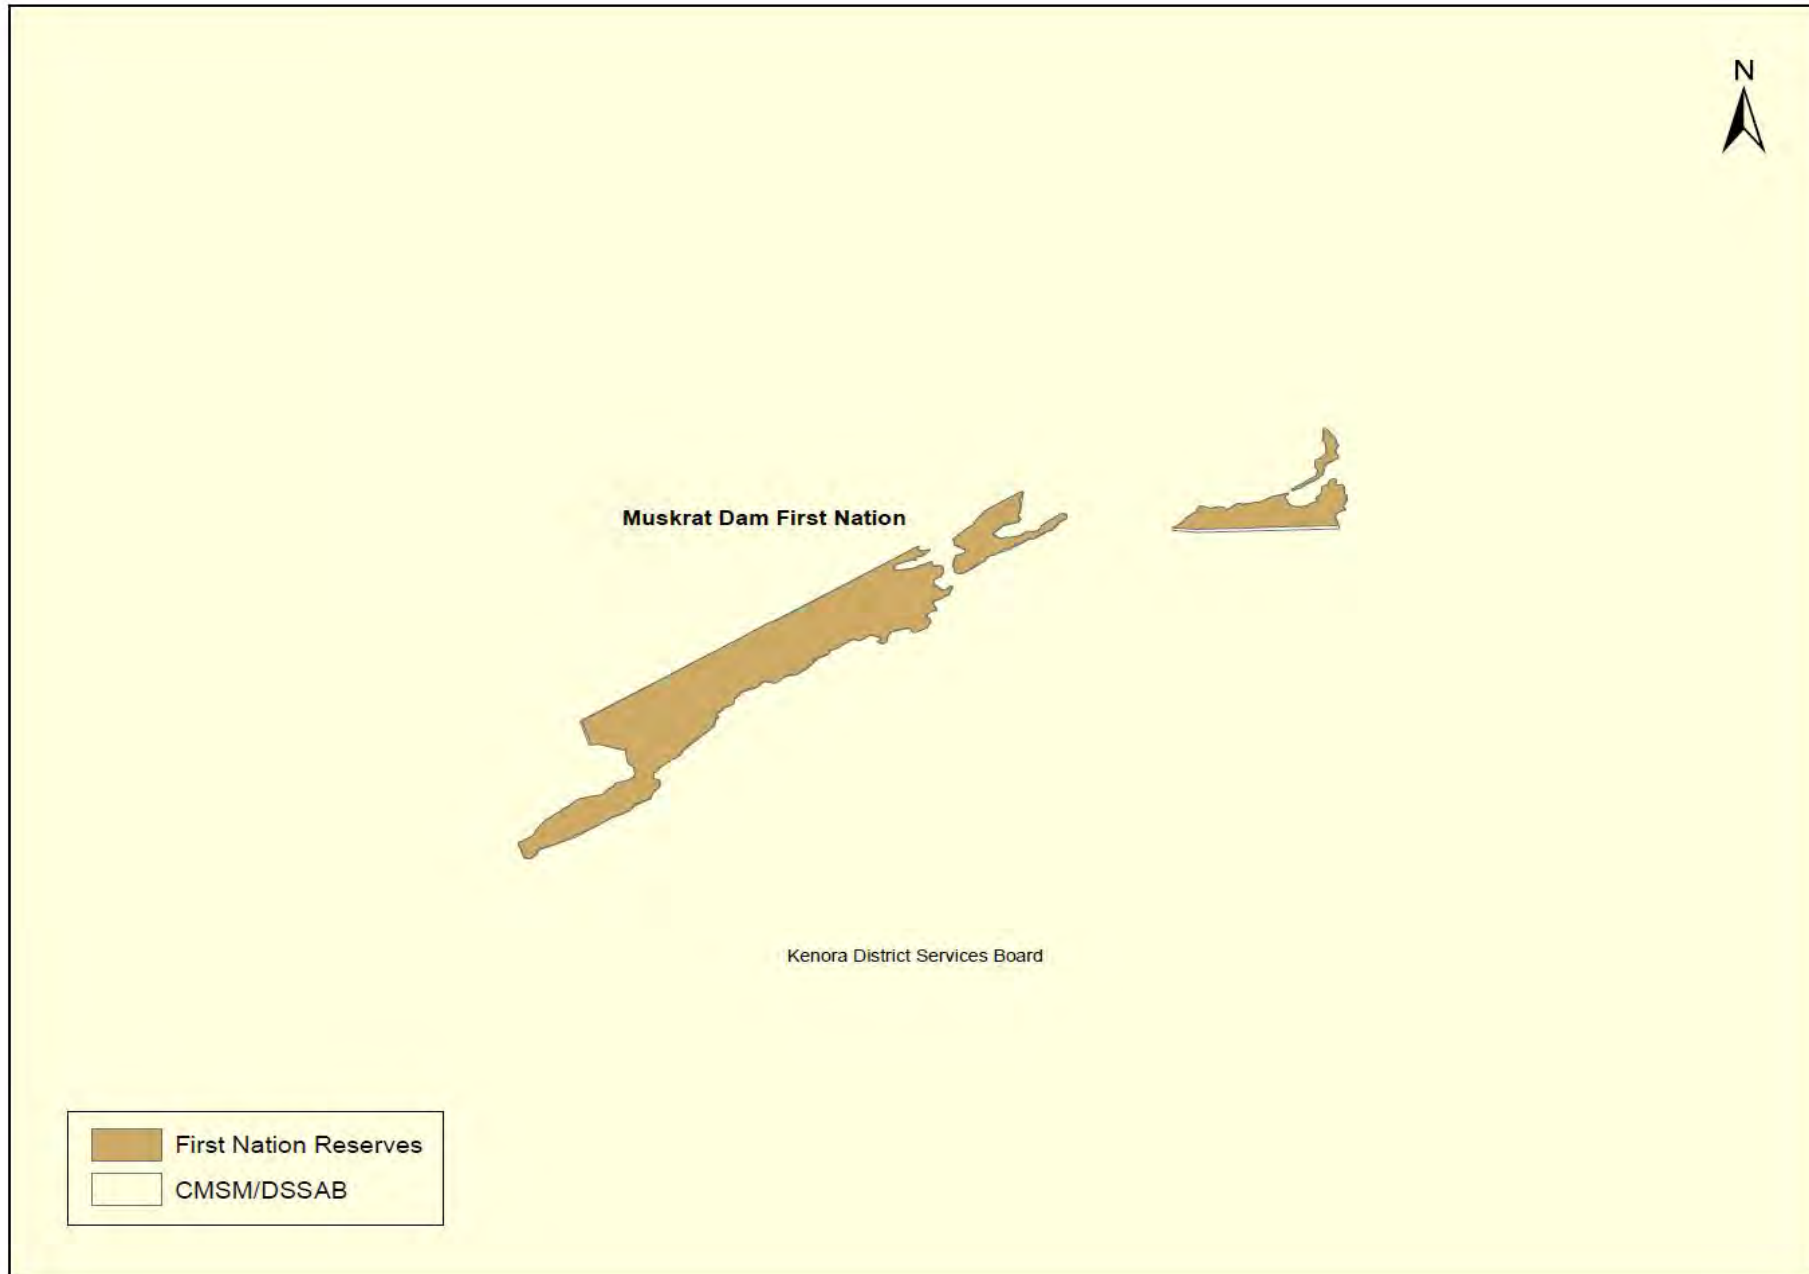 N
Muskrat Dam First Nation
Kenora District Services Board
First Nation Reserves
CMSM/DSSAB